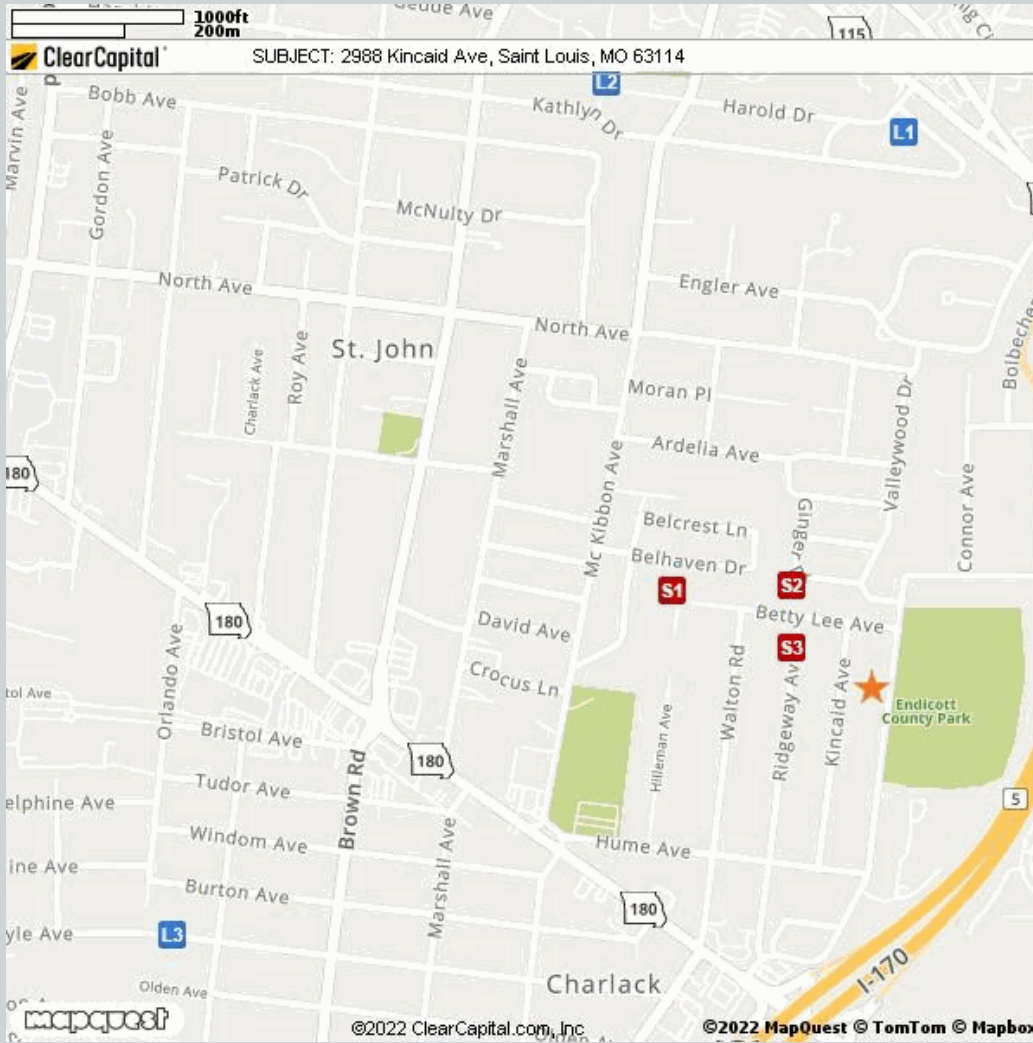 1000ft
200m
115
ClearCapital
SUBJECT: 2988 Kincaid Ave, Saint Louis, MO 63114
L2
Marvin Ave
Bobb Ave
Kathlyn Dr
Harold Dr
L1
Gordon Ave
Patrick Dr
McNulty Dr
North Ave
Engler Ave
North Ave
St. John
Roy Ave
Charlack Ave
Marshall Ave
Moran Pl
Valleywood Dr
Ardelia Ave
Mc Kibbon Ave
180
Connor Ave
Ginger
Belcrest Ln
Belhaven Dr
S1
S2
Betty Lee Ave
180
David Ave
S3
Orlando Ave
Crocus Ln
Walton Rd
Ridgeway Av
Kincaid Ave
Endicott
County Park
Hilleman Ave
Bristol Ave
180
Brown Rd
Tudor Ave
5
Windom Ave
Marshall Ave
Hume Ave
Burton Ave
180
L3
I-170
Charlack
Olden Ave
mapquest
©2022 ClearCapital.com, Inc
©2022 MapQuest © TomTom © Mapbox